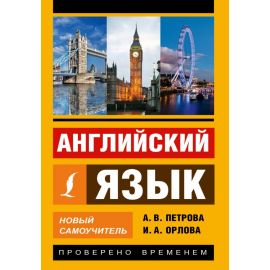 АНГЛИЙСКИЙ
ЯЗЫК
НОВЫЙ
САМОУЧИТЕЛЬ
А. В. ПЕТРОВА
И. А. ОРЛОВА
ПРОВЕРЕНО ВРЕМЕНЕМ